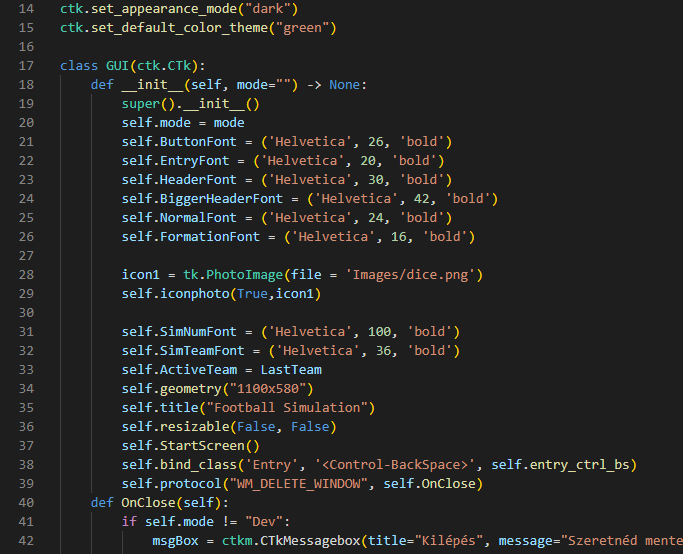 14 ctk.set_appearance_mode("dark")
15 ctk.set_default_color_theme("green")
16
17 class GUI(ctk.CTk):
18     def __init__(self, mode="") -> None:
19         super().__init__()
20         self.mode = mode
21         self.ButtonFont = ('Helvetica', 26, 'bold')
22         self.EntryFont = ('Helvetica', 20, 'bold')
23         self.HeaderFont = ('Helvetica', 30, 'bold')
24         self.BiggerHeaderFont = ('Helvetica', 42, 'bold')
25         self.NormalFont = ('Helvetica', 24, 'bold')
26         self.FormationFont = ('Helvetica', 16, 'bold')
27
28         icon1 = tk.PhotoImage(file = 'Images/dice.png')
29         self.iconphoto(True,icon1)
30
31         self.SimNumFont = ('Helvetica', 100, 'bold')
32         self.SimTeamFont = ('Helvetica', 36, 'bold')
33         self.ActiveTeam = LastTeam
34         self.geometry("1100x580")
35         self.title("Football Simulation")
36         self.resizable(False, False)
37         self.StartScreen()
38         self.bind_class('Entry', '<Control-BackSpace>', self.entry_ctrl_bs)
39         self.protocol("WM_DELETE_WINDOW", self.OnClose)
40     def OnClose(self):
41         if self.mode != "Dev":
42             msgBox = ctkm.CTkMessagebox(title="Kilépés", message="Szeretnéd mente